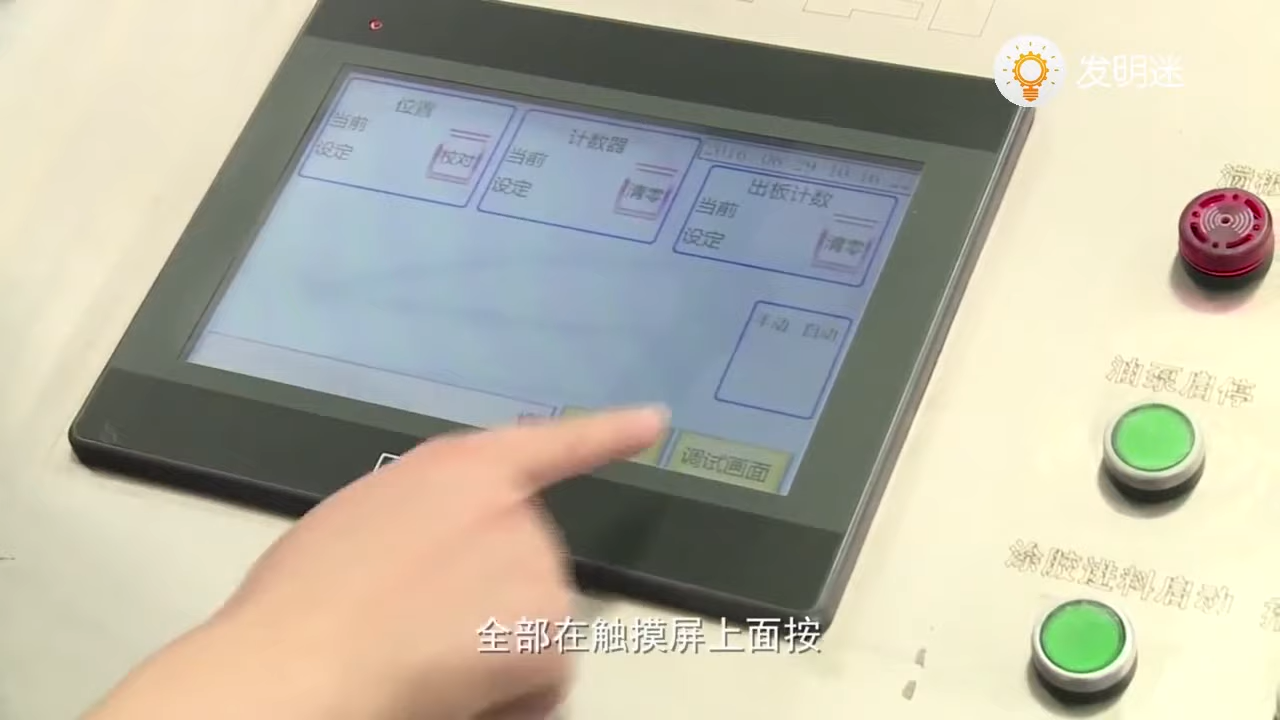 发明迷
位置
当前
设定
校对
计数器
当前
设定
清零
出板计数
当前
设定
清零
手动 自动
调试画面
油泵启停
涂胶进料启动
全部在触摸屏上面按